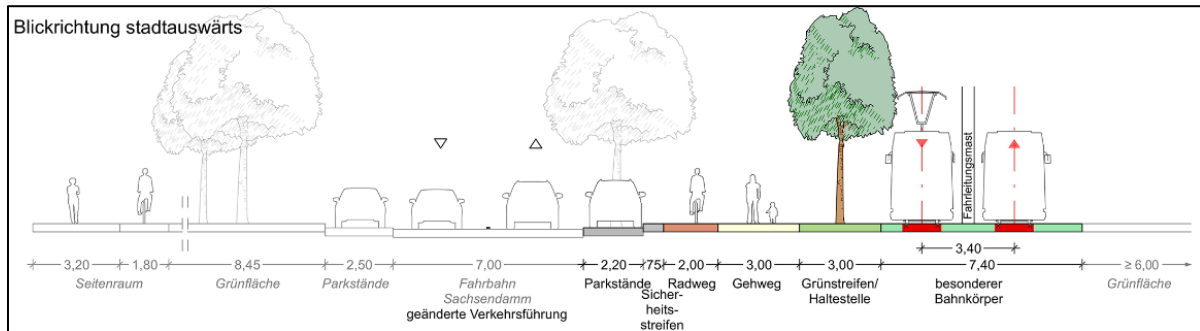 Blickrichtung stadtauswärts
Fahrleitungsmast
3,40
3,20
1,80
8,45
2,50
7,00
2,20
75
2,00
3,00
3,00
7,40
≥ 6,00
Seitenraum
Grünfläche
Parkstände
Fahrbahn
Sachsendamm
geänderte Verkehrsführung
Parkstände
Sicher-
heits-
streifen
Radweg
Gehweg
Grünstreifen/
Haltestelle
besonderer
Bahnkörper
Grünfläche